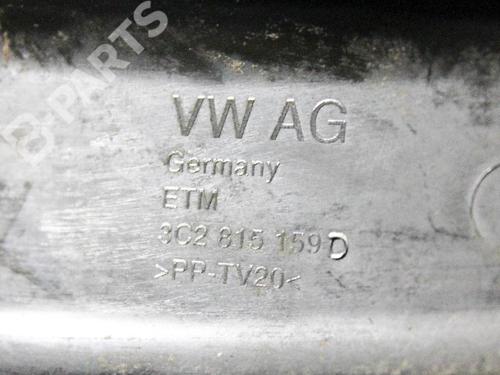 B-PARTS
VW AG
Germany
ETM
3C2 815 159 D
>PP-TV20<